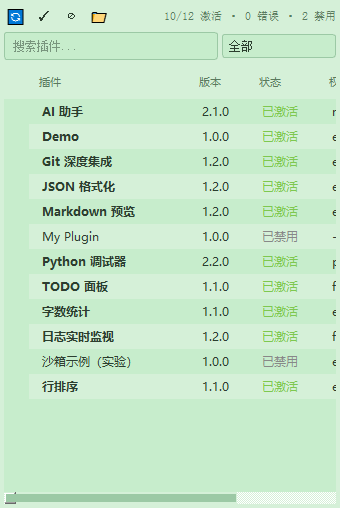 10/12 激活 · 0 错误 · 2 禁用
搜索插件... 全部
插件 版本 状态
AI 助手 2.1.0 已激活
Demo 1.0.0 已激活
Git 深度集成 1.2.0 已激活
JSON 格式化 1.2.0 已激活
Markdown 预览 1.2.0 已激活
My Plugin 1.0.0 已禁用 -
Python 调试器 2.2.0 已激活
TODO 面板 1.1.0 已激活
字数统计 1.1.0 已激活
日志实时监视 1.2.0 已激活
沙箱示例（实验） 1.0.0 已禁用
行排序 1.1.0 已激活